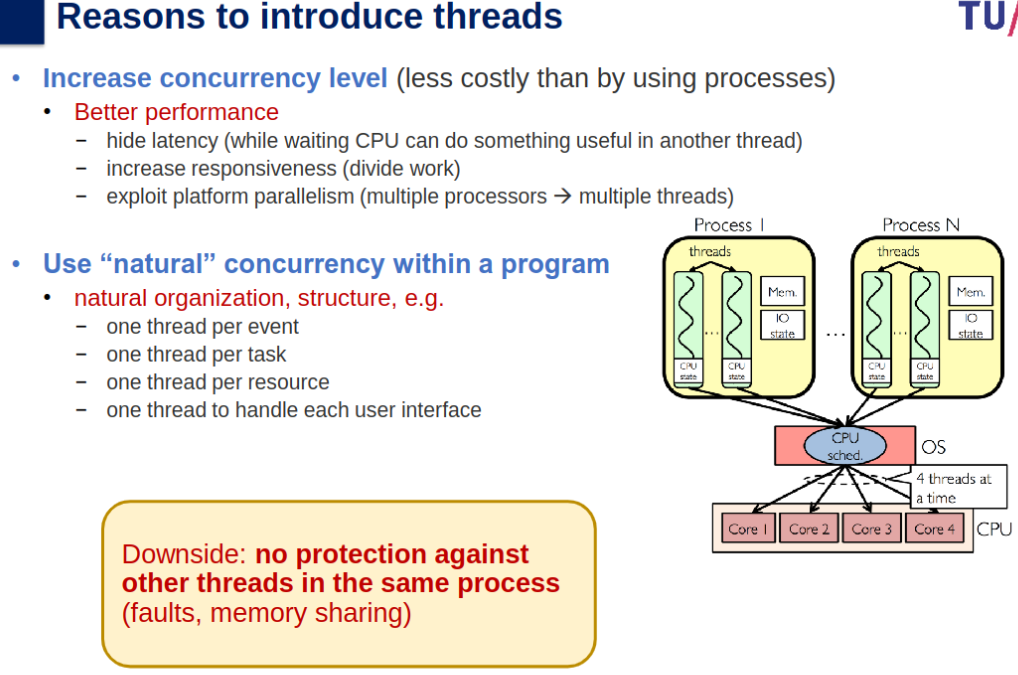 Reasons to introduce threads
TU/
• Increase concurrency level (less costly than by using processes)
• Better performance
– hide latency (while waiting CPU can do something useful in another thread)
– increase responsiveness (divide work)
– exploit platform parallelism (multiple processors → multiple threads)
• Use “natural” concurrency within a program
• natural organization, structure, e.g.
– one thread per event
– one thread per task
– one thread per resource
– one thread to handle each user interface
Downside: no protection against
other threads in the same process
(faults, memory sharing)
Process 1
threads
Mem.
IO
state
...
CPU
state
CPU
state
...
Process N
threads
Mem.
IO
state
...
CPU
state
CPU
state
CPU
sched.
OS
4 threads at
a time
Core 1
Core 2
Core 3
Core 4
CPU